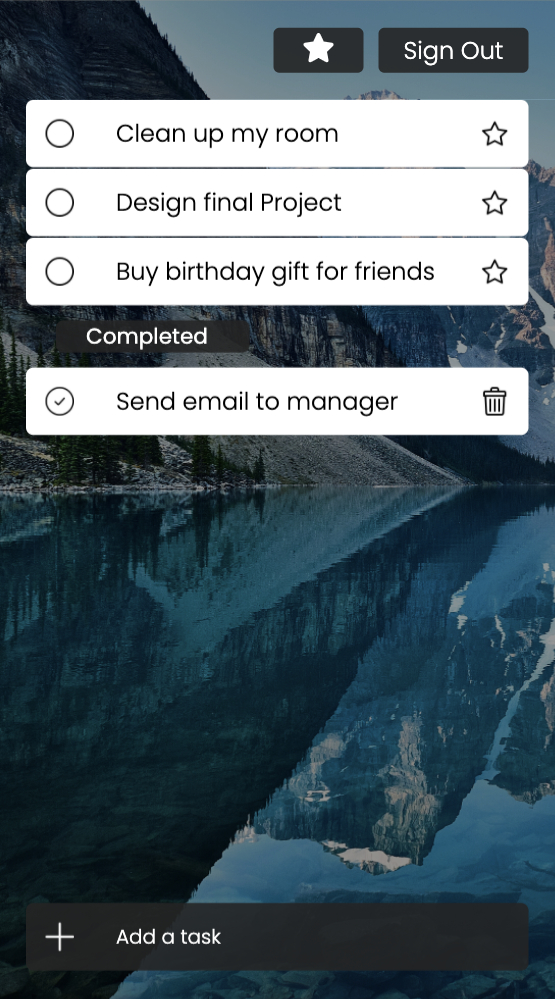 Sign Out
Clean up my room
Design final Project
Buy birthday gift for friends
Completed
Send email to manager
Add a task